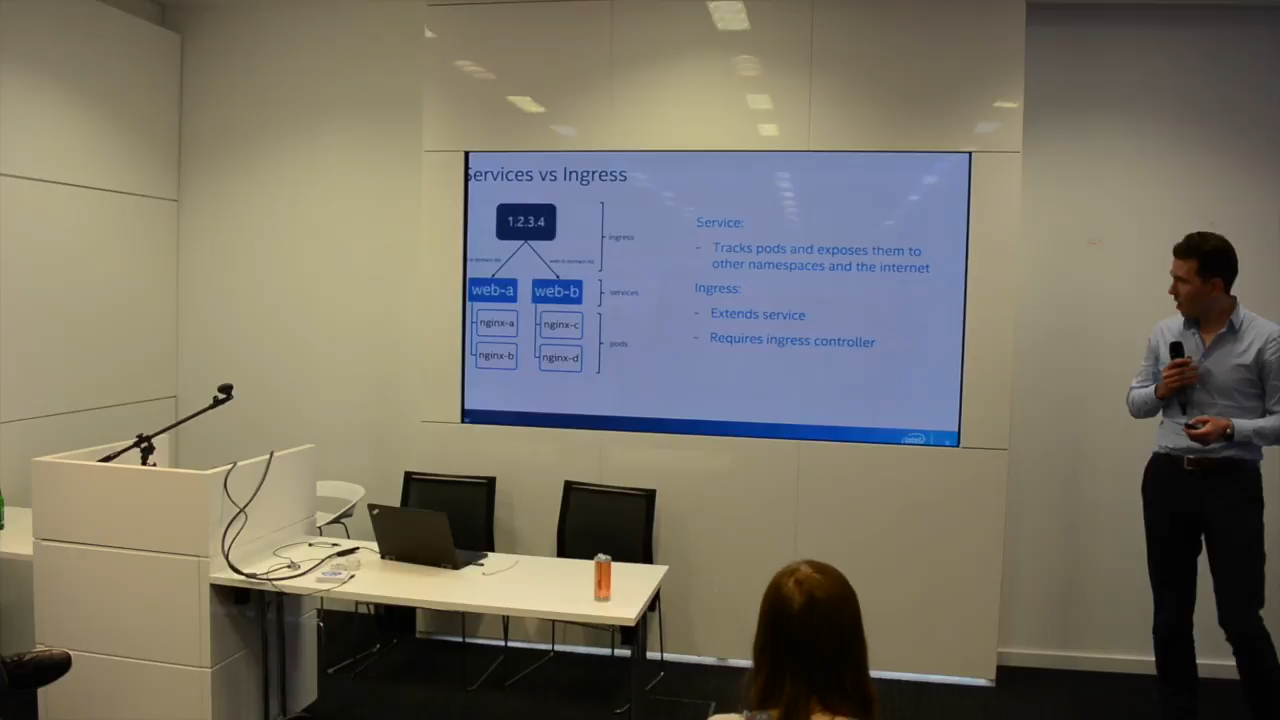 Services vs Ingress
1.2.3.4
ingress
web-a
web-b
services
nginx-a
nginx-c
pods
nginx-b
nginx-d
Service:
- Tracks pods and exposes them to
other namespaces and the internet
Ingress:
- Extends service
- Requires ingress controller
intel